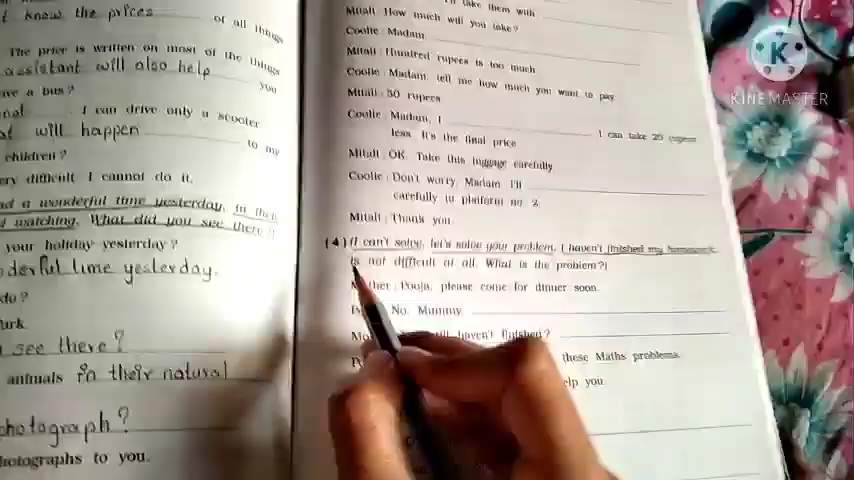 know the prices of all things
The price is written on most of the things
assistant will also help you
a bus?
I can drive only a scooter
will happen to my
children?
difficult I cannot do it.
a wonderful time yesterday, in their
watching. What did you see there
your holiday yesterday?
time yesterday.
do?
see there?
animals in their natural
photograph?
photographs to you.
take them with
Mitali : How much will you take?
Coolie : Madam
Mitali : Hundred rupees is too much
Coolie : Madam, tell me how much you want to pay
Mitali : 30 rupees
Coolie : Madam, I I can take 20 rupees
less. It's the final price
Mitali : OK. Take this luggage carefully
Coolie : Don't worry, Madam I'll
carefully to platform no.
Mitali : Thank you
(4) (I can't solve, let's solve your problem, I haven't finished my homework
is not difficult at all, What is the problem?)
Pooja, please come for dinner soon.
No, Mummy
haven't finished?
these Maths problems.
help you
KINEMASTER